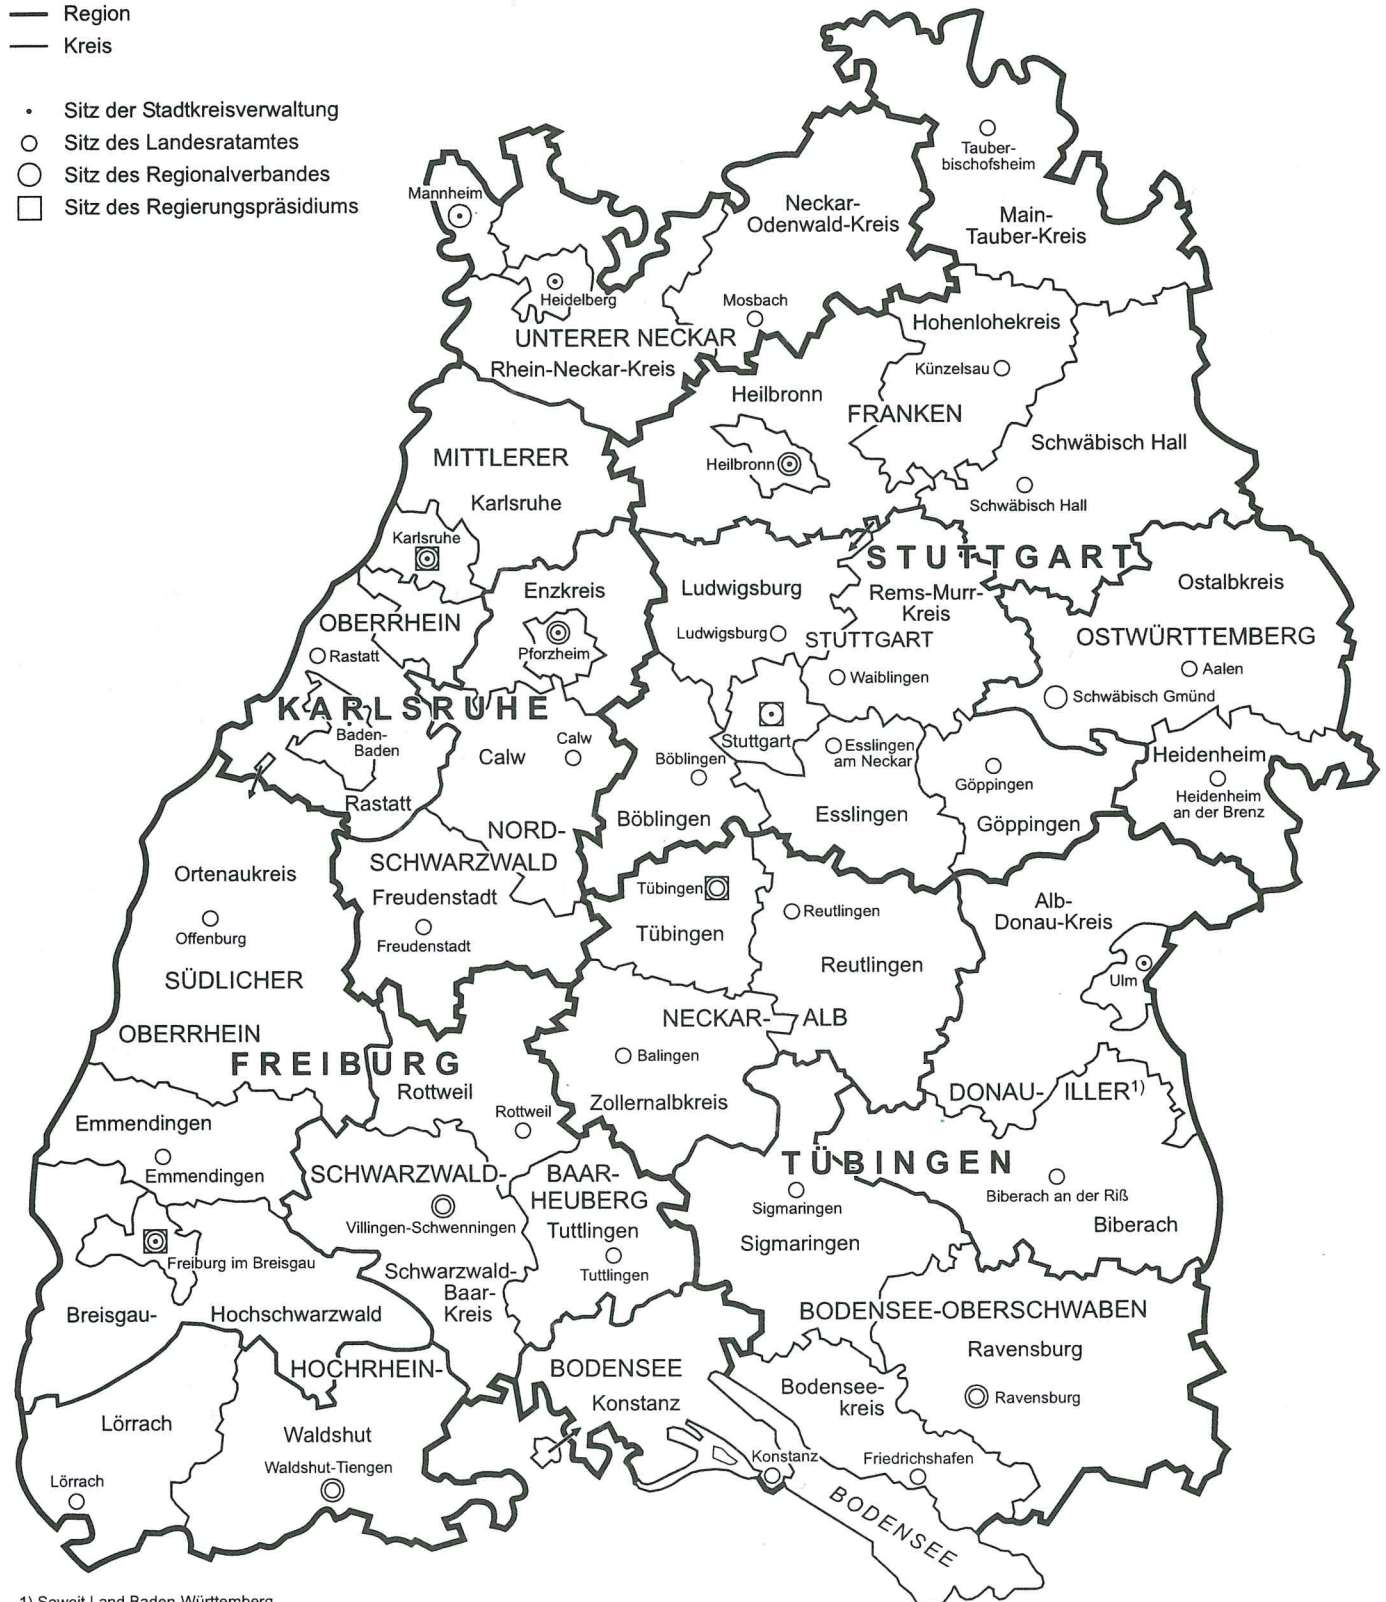 Region
Kreis
Sitz der Stadtkreisverwaltung
Sitz des Landesratamtes
Sitz des Regionalverbandes
Sitz des Regierungspräsidiums
Tauber-
bischofsheim
Main-
Tauber-Kreis
Mannheim
Neckar-
Odenwald-Kreis
Heidelberg
Mosbach
UNTERER NECKAR
Rhein-Neckar-Kreis
Hohenlohekreis
Künzelsau
Heilbronn
FRANKEN
Heilbronn
Schwäbisch Hall
Schwäbisch Hall
MITTLERER
Karlsruhe
Karlsruhe
OBERRHEIN
Rastatt
Enzkreis
Pforzheim
STUTTGART
Ludwigsburg
Ludwigsburg
Rems-Murr-
Kreis
STUTTGART
Waiblingen
Ostalbkreis
OSTWÜRTTEMBERG
Aalen
Schwäbisch Gmünd
KARLSRUHE
Baden-
Baden
Rastatt
Calw
Calw
Stuttgart
Böblingen
Böblingen
Esslingen
am Neckar
Esslingen
Göppingen
Göppingen
Heidenheim
Heidenheim
an der Brenz
NORD-
SCHWARZWALD
Freudenstadt
Freudenstadt
Ortenaukreis
Offenburg
SÜDLICHER
OBERRHEIN
Tübingen
Tübingen
Reutlingen
Reutlingen
Alb-
Donau-Kreis
Ulm
NECKAR-ALB
Balingen
Zollernalbkreis
DONAU-ILLER1)
FREIBURG
Rottweil
Rottweil
Emmendingen
Emmendingen
SCHWARZWALD-
BAAR-
HEUBERG
Villingen-Schwenningen
Tuttlingen
Tuttlingen
Schwarzwald-
Baar-
Kreis
TÜBINGEN
Sigmaringen
Sigmaringen
Biberach an der Riß
Biberach
Freiburg im Breisgau
Breisgau-Hochschwarzwald
BODENSEE-OBERSCHWABEN
Ravensburg
Ravensburg
Bodensee-
kreis
Friedrichshafen
HOCHRHEIN-
BODENSEE
Konstanz
Konstanz
Lörrach
Lörrach
Waldshut
Waldshut-Tiengen
BODENSEE
1) Soweit Land Baden-Württemberg